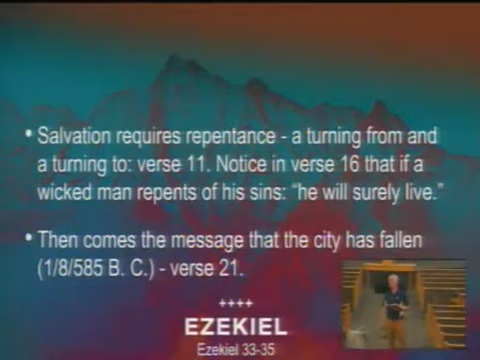 • Salvation requires repentance - a turning from and
a turning to: verse 11. Notice in verse 16 that if a
wicked man repents of his sins: “he will surely live.”
• Then comes the message that the city has fallen
(1/8/585 B. C.) - verse 21.
++++
EZEKIEL
Ezekiel 33-35